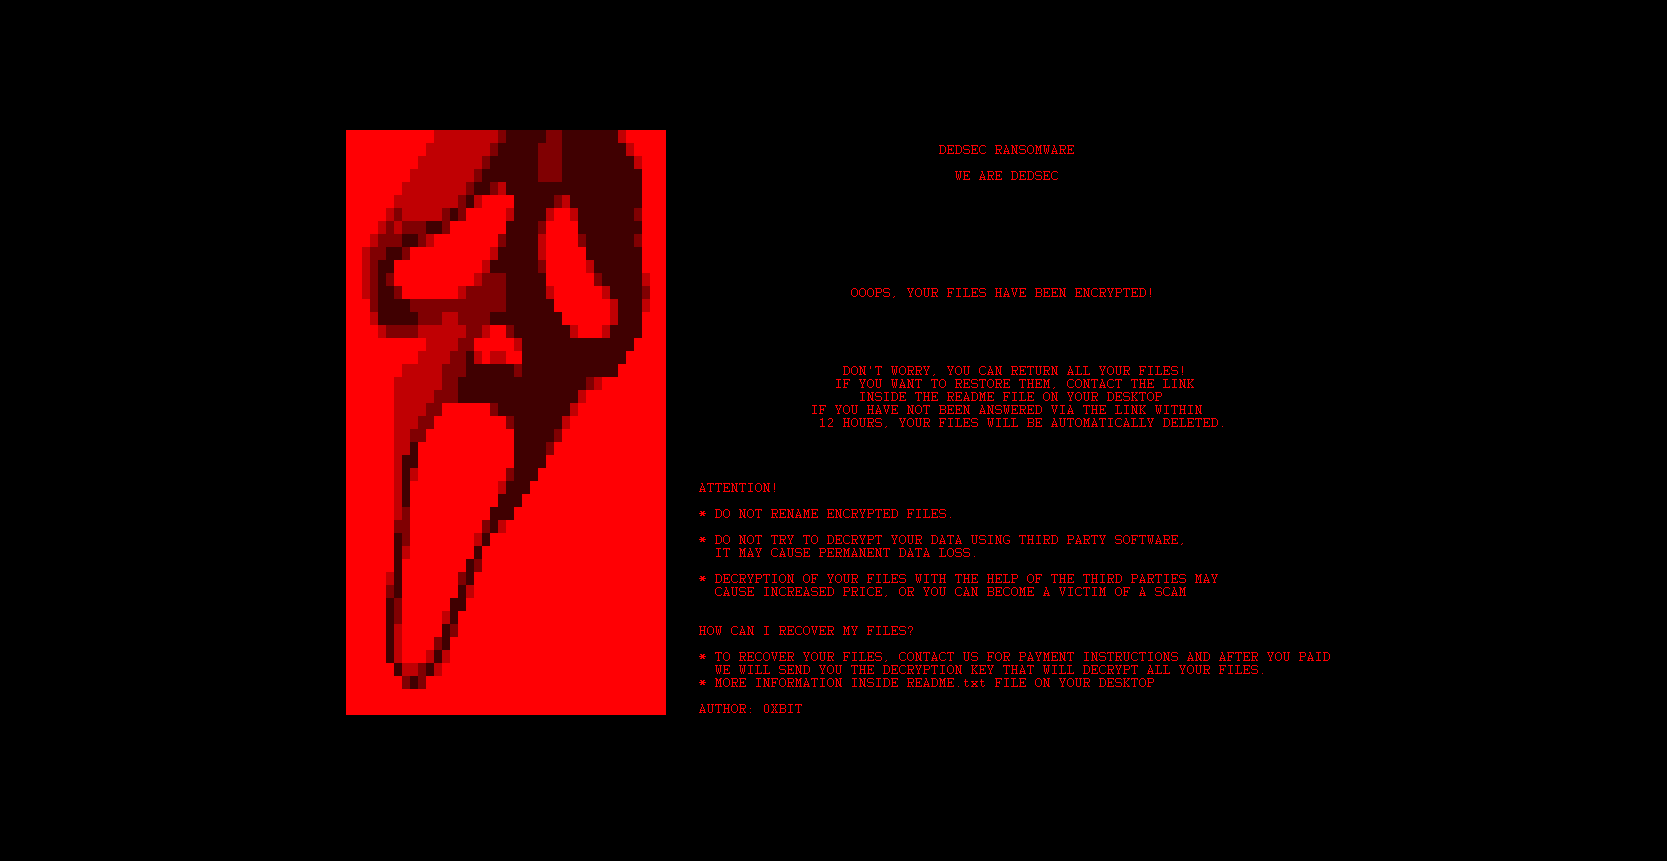 DEDSEC RANSOMWARE
WE ARE DEDSEC
OOOPS, YOUR FILES HAVE BEEN ENCRYPTED!
DON'T WORRY, YOU CAN RETURN ALL YOUR FILES!
IF YOU WANT TO RESTORE THEM, CONTACT THE LINK
INSIDE THE README FILE ON YOUR DESKTOP
IF YOU HAVE NOT BEEN ANSWERED VIA THE LINK WITHIN
12 HOURS, YOUR FILES WILL BE AUTOMATICALLY DELETED.
ATTENTION!
* DO NOT RENAME ENCRYPTED FILES.
* DO NOT TRY TO DECRYPT YOUR DATA USING THIRD PARTY SOFTWARE,
IT MAY CAUSE PERMANENT DATA LOSS.
* DECRYPTION OF YOUR FILES WITH THE HELP OF THE THIRD PARTIES MAY
CAUSE INCREASED PRICE, OR YOU CAN BECOME A VICTIM OF A SCAM
HOW CAN I RECOVER MY FILES?
* TO RECOVER YOUR FILES, CONTACT US FOR PAYMENT INSTRUCTIONS AND AFTER YOU PAID
WE WILL SEND YOU THE DECRYPTION KEY THAT WILL DECRYPT ALL YOUR FILES.
* MORE INFORMATION INSIDE README.txt FILE ON YOUR DESKTOP
AUTHOR: 0XBIT